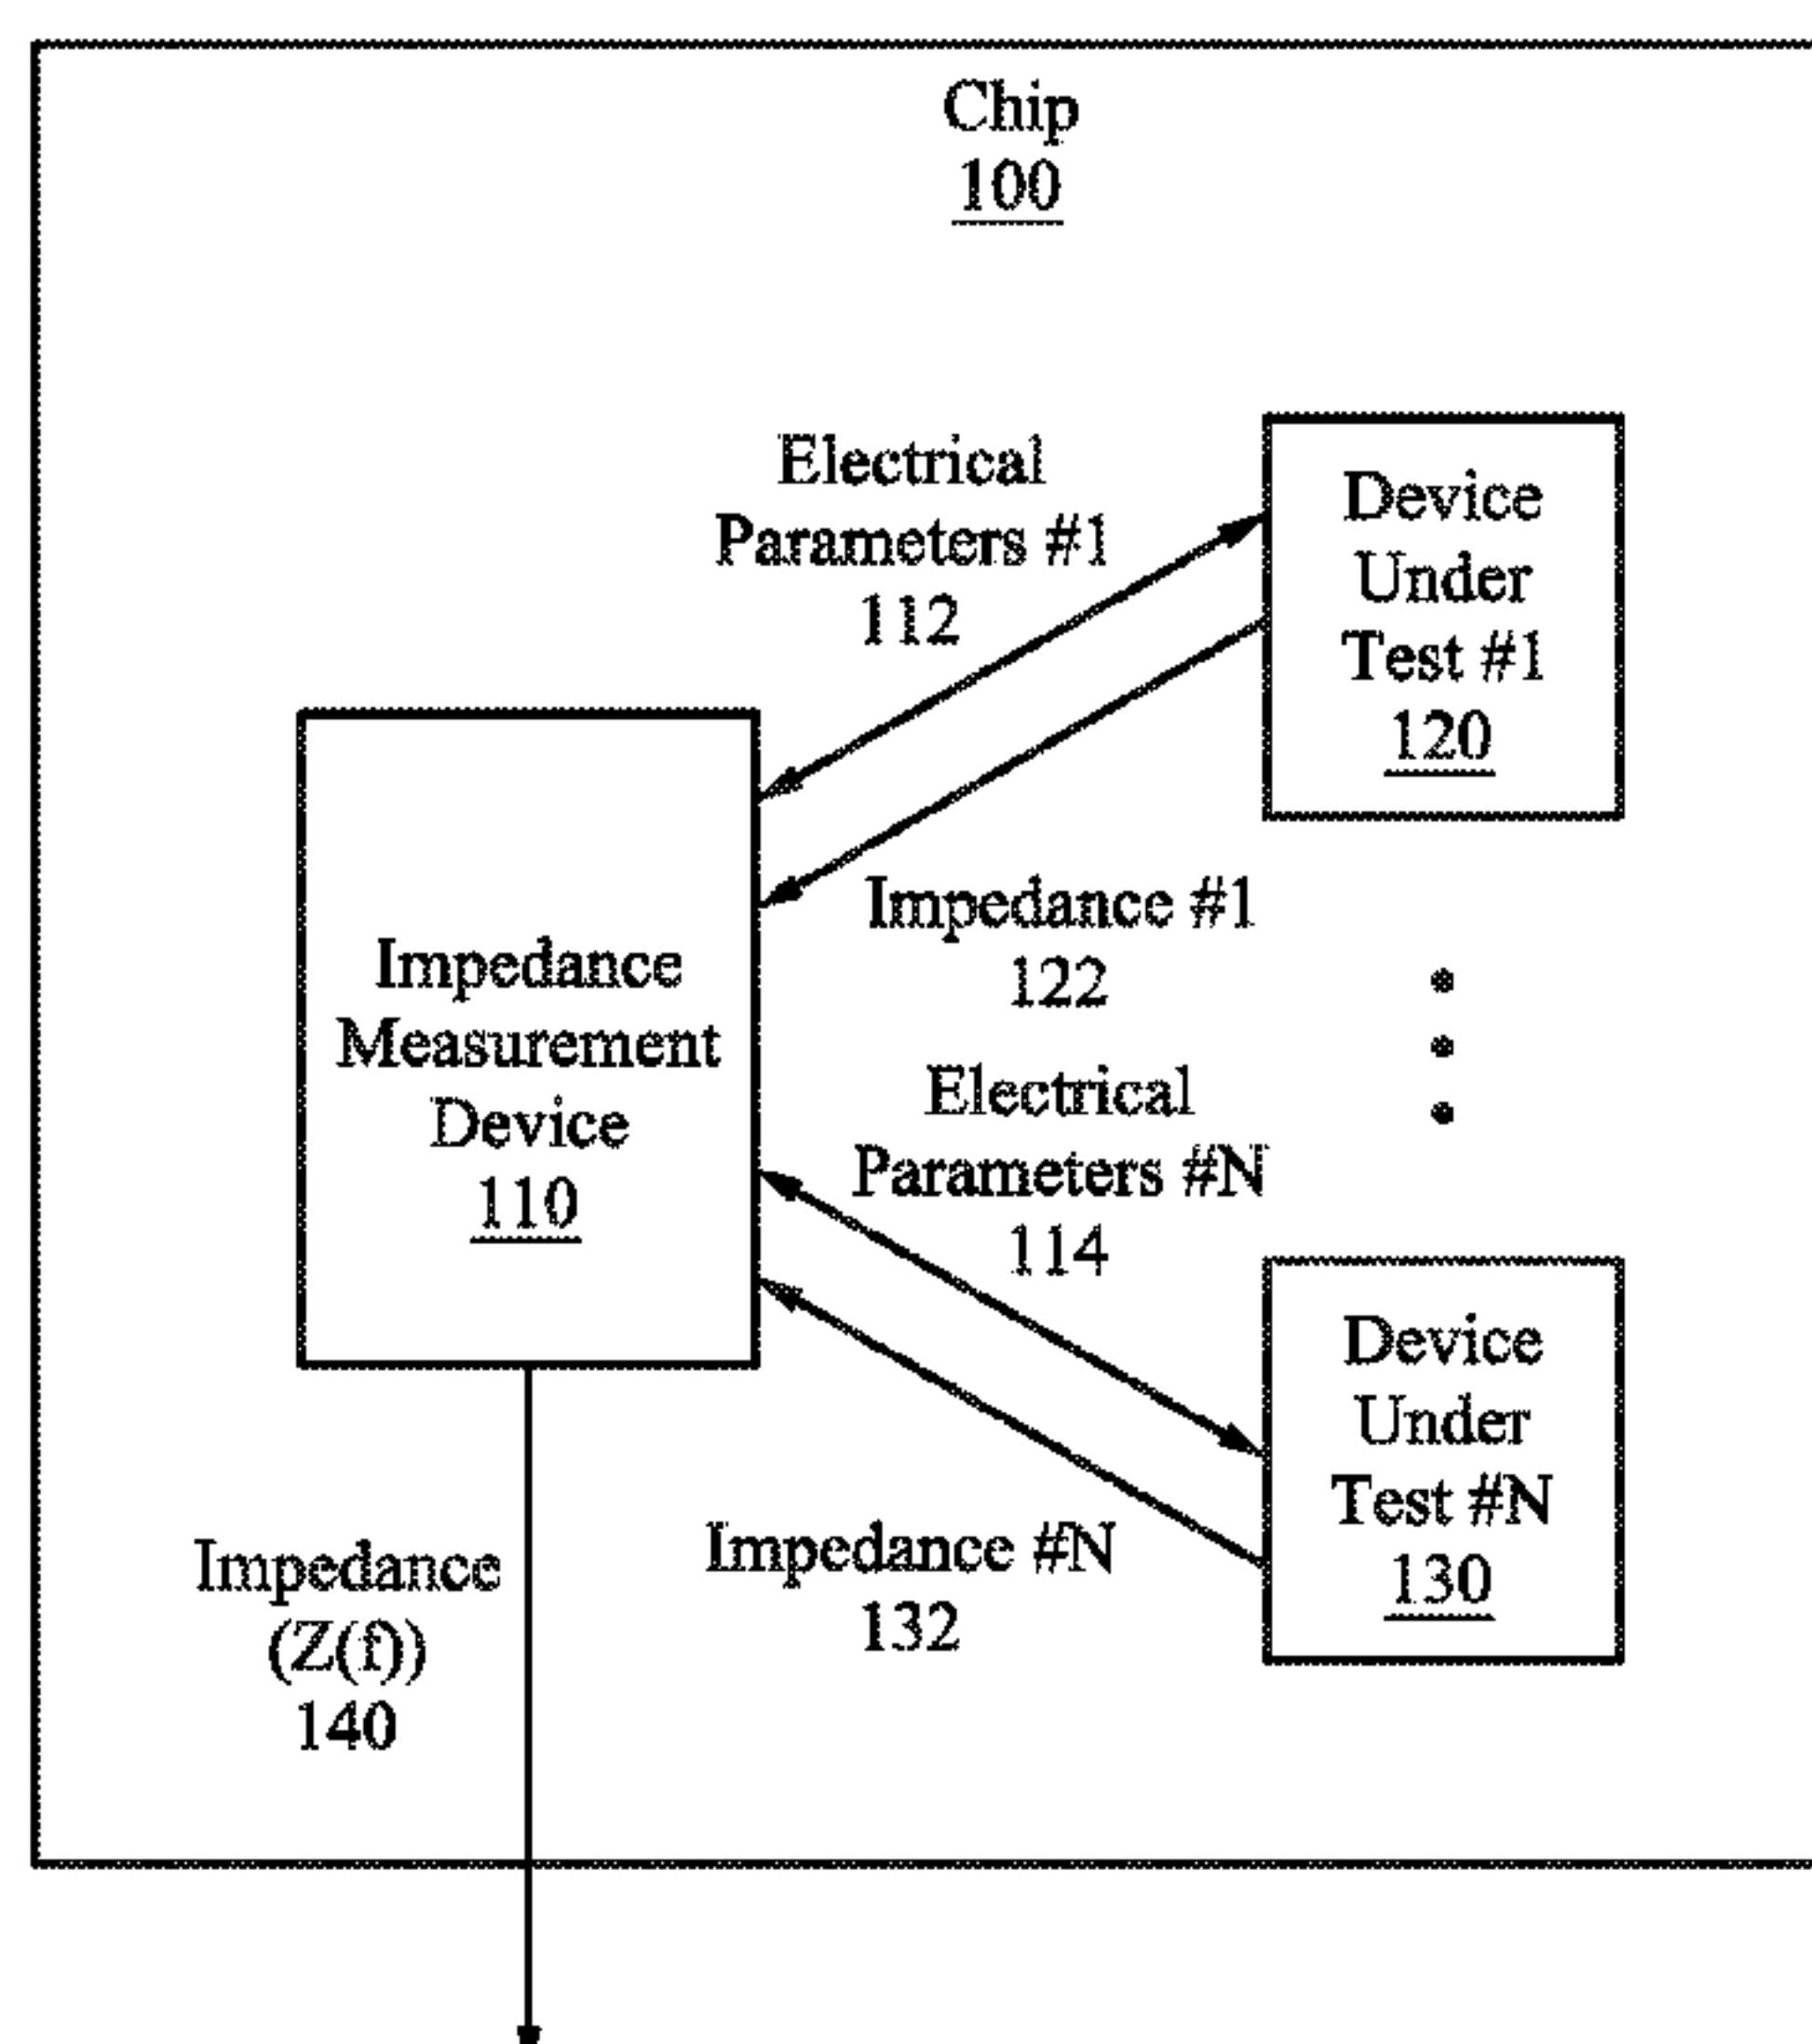 Chip
100
Electrical
Parameters #1
112
Device
Under
Test #1
120
Impedance #1
122
Impedance
Measurement
Device
110
Electrical
Parameters #N
114
Device
Under
Test #N
130
Impedance #N
132
Impedance
(Z(f))
140